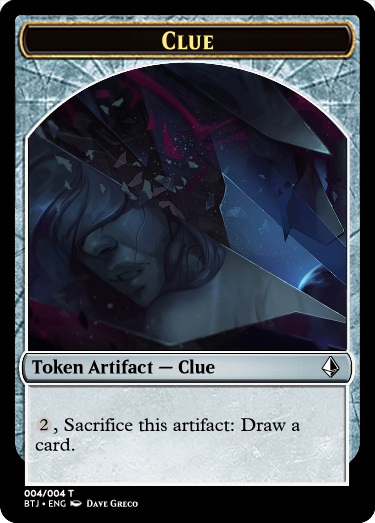 Clue
Token Artifact — Clue
2, Sacrifice this artifact: Draw a
card.
004/004 T
BTJ • ENG Dave Greco